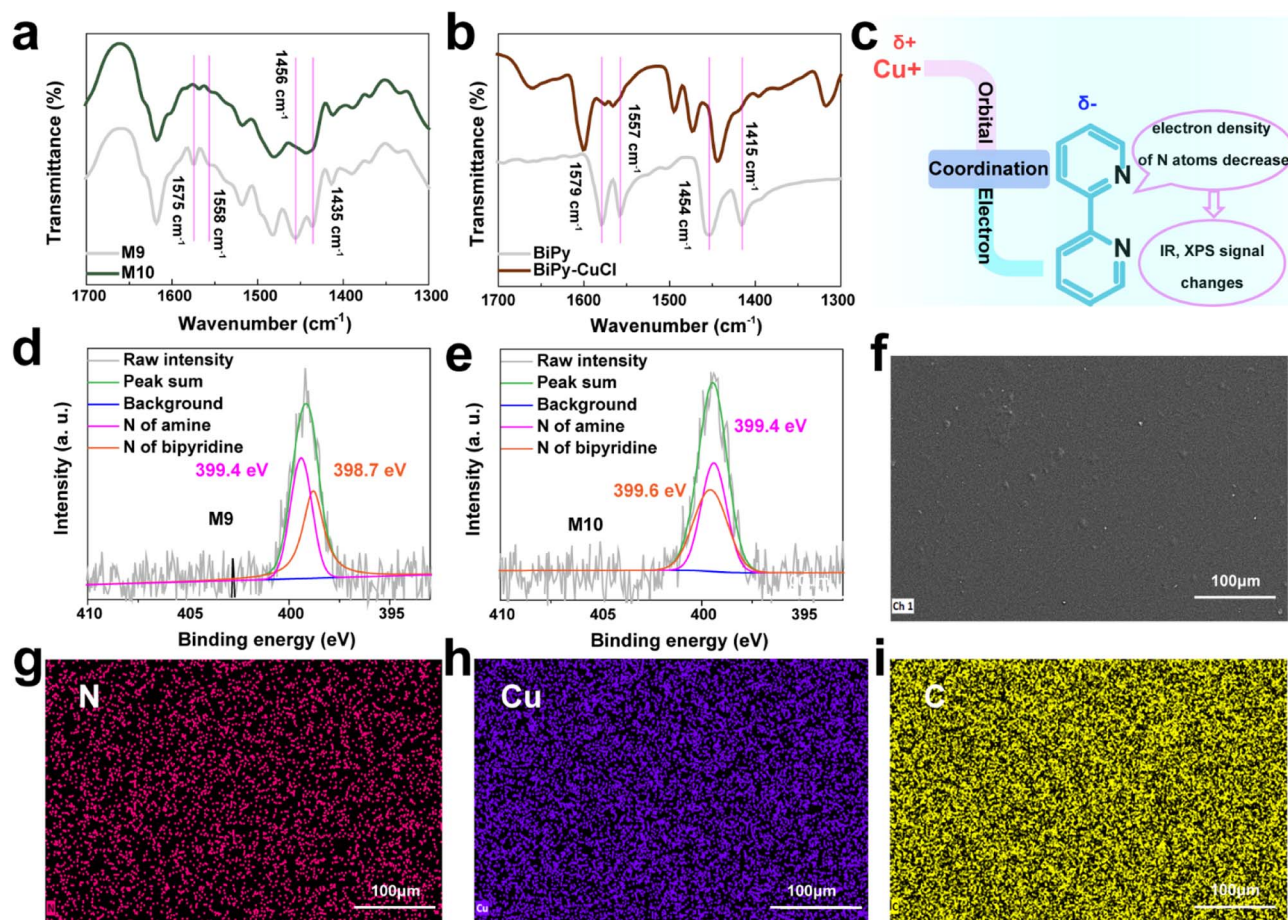 a
Transmittance (%)
1456 cm⁻¹
1575 cm⁻¹
1558 cm⁻¹
1435 cm⁻¹
M9
M10
1700 1600 1500 1400 1300
Wavenumber (cm⁻¹)
b
Transmittance (%)
1557 cm⁻¹
1415 cm⁻¹
1579 cm⁻¹
1454 cm⁻¹
BiPy
BiPy-CuCl
1700 1600 1500 1400 1300
Wavenumber (cm⁻¹)
c
δ+
Cu+
Orbital
Coordination
Electron
δ-
N
N
electron density
of N atoms decrease
IR, XPS signal
changes
d
Intensity (a. u.)
Raw intensity
Peak sum
Background
N of amine
N of bipyridine
399.4 eV 398.7 eV
M9
410 405 400 395
Binding energy (eV)
e
Intensity (a. u.)
Raw intensity
Peak sum
Background
N of amine
N of bipyridine
399.4 eV
399.6 eV
M10
410 405 400 395
Binding energy (eV)
f
Ch 1
100μm
g
N
100μm
h
Cu
Cu
100μm
i
C
100μm